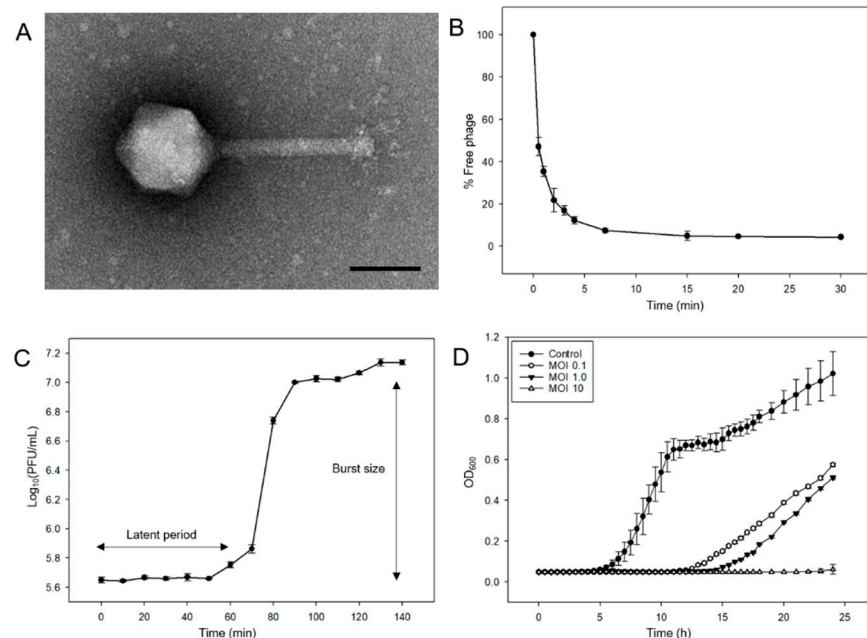 A
B
100
80
60
40
20
0
% Free phage
0 5 10 15 20 25 30
Time (min)
C
7.2
7.0
6.8
6.6
6.4
6.2
6.0
5.8
5.6
Log10(PFU/mL)
Burst size
Latent period
0 20 40 60 80 100 120 140
Time (min)
D
1.2
1.0
0.8
0.6
0.4
0.2
0.0
OD600
Control
MOI 0.1
MOI 1.0
MOI 10
0 5 10 15 20 25
Time (h)